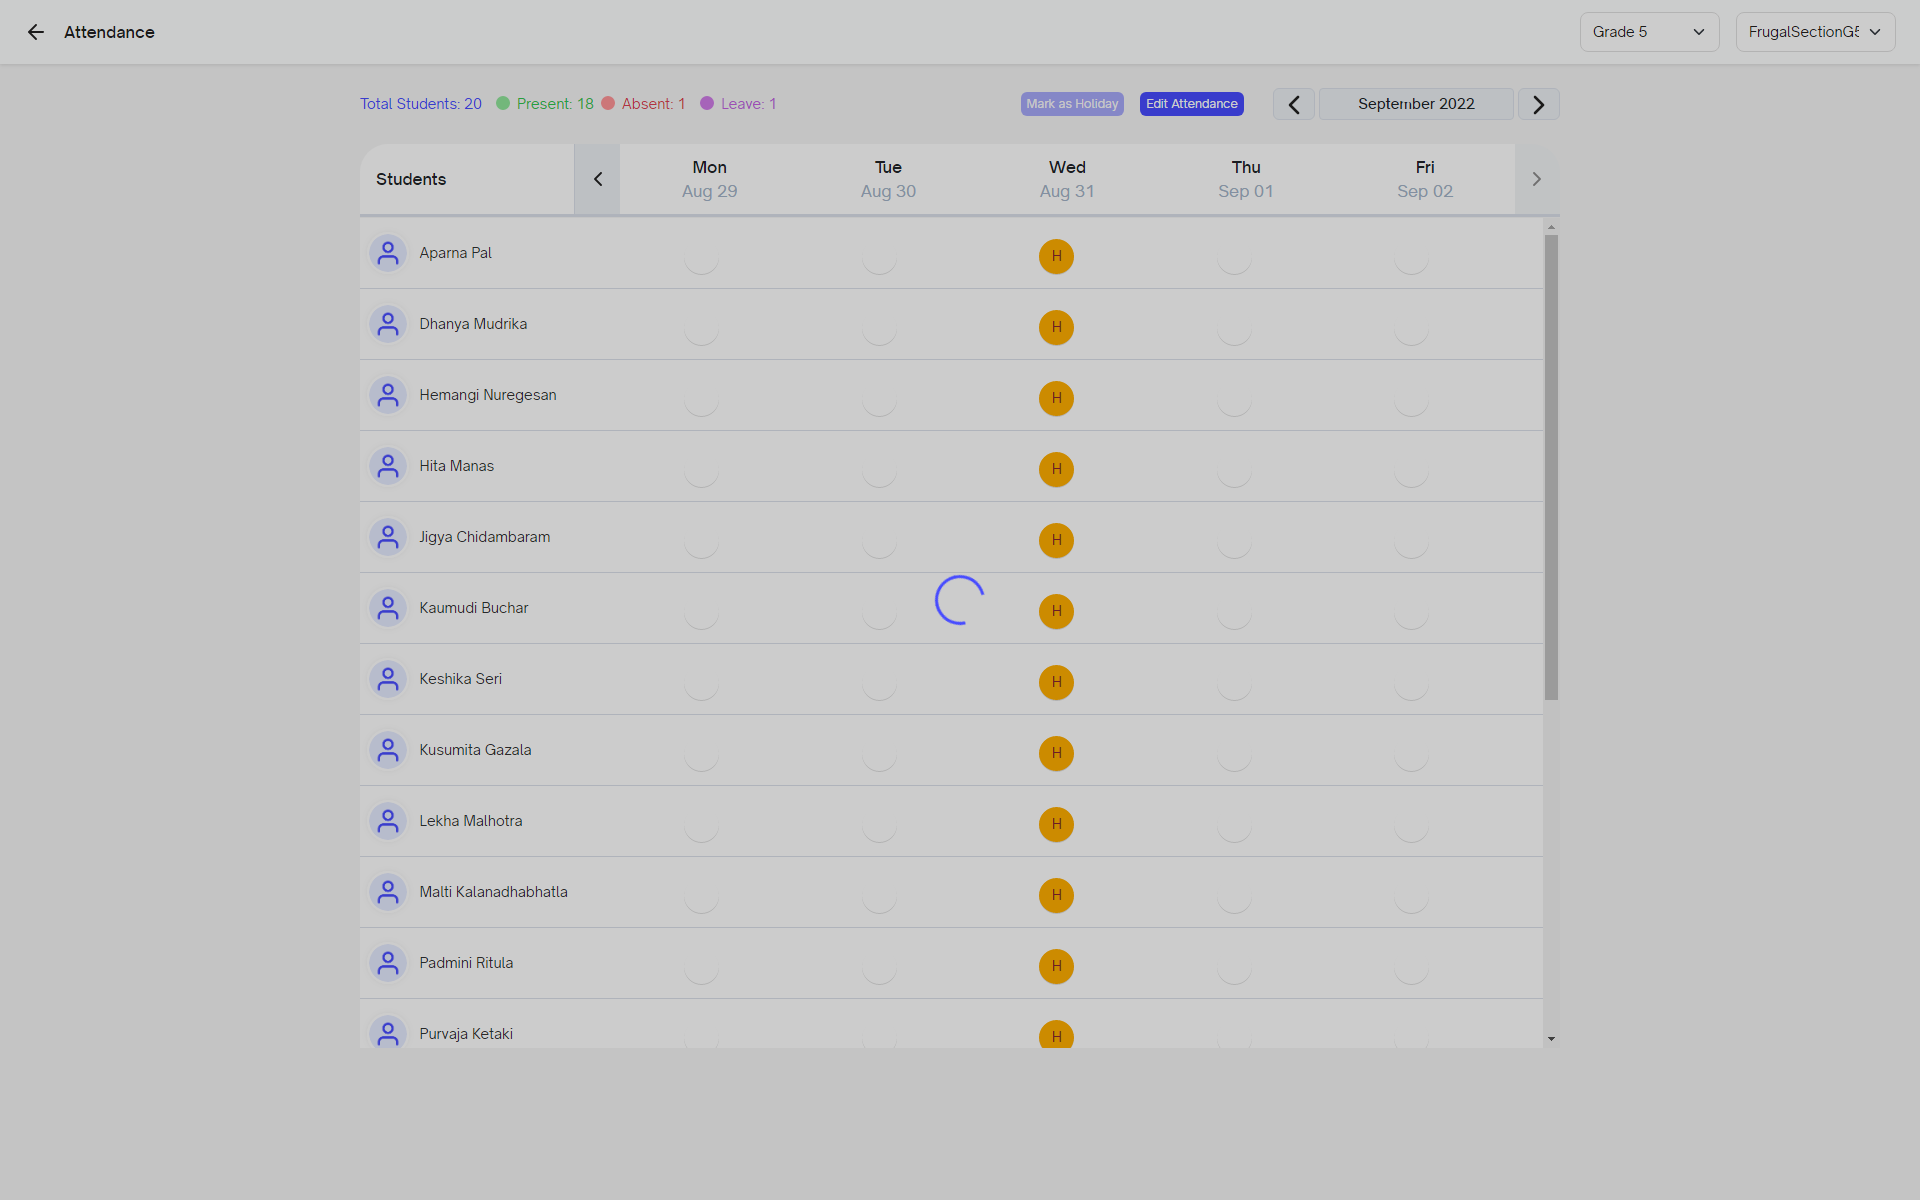 Attendance
Grade 5
FrugalSectionG5
Total Students: 20
Present: 18
Absent: 1
Leave: 1
Mark as Holiday
Edit Attendance
September 2022
Students
Mon
Tue
Wed
Thu
Fri
Aug 29
Aug 30
Aug 31
Sep 01
Sep 02
Aparna Pal
H
Dhanya Mudrika
H
Hemangi Nuregesan
H
Hita Manas
H
Jigya Chidambaram
H
Kaumudi Buchar
H
Keshika Seri
H
Kusumita Gazala
H
Lekha Malhotra
H
Malti Kalanadhabhatla
H
Padmini Ritula
H
Purvaja Ketaki
H